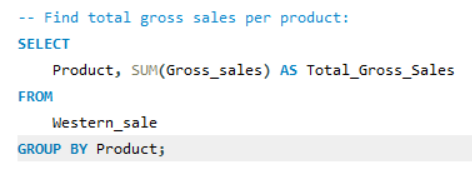 -- Find total gross sales per product:
SELECT
    Product, SUM(Gross_sales) AS Total_Gross_Sales
FROM
    Western_sale
GROUP BY Product;